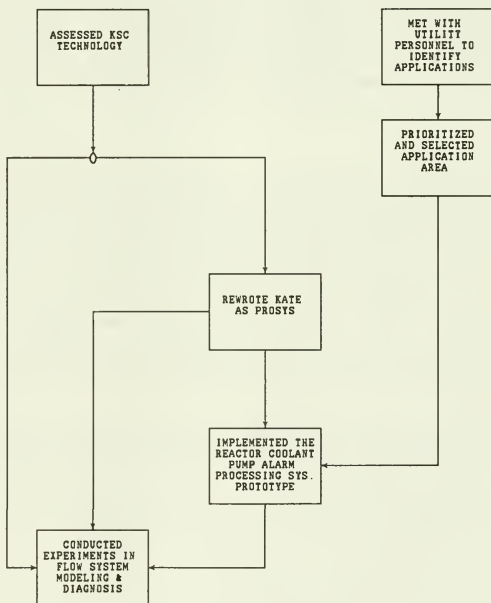 ASSESSED KSC
TECHNOLOGY
MET WITH
UTILITY
PERSONNEL TO
IDENTIFY
APPLICATIONS
PRIORITIZED
AND SELECTED
APPLICATION
AREA
REWROTE KATE
AS PROSYS
IMPLEMENTED THE
REACTOR COOLANT
PUMP ALARM
PROCESSING SYS.
PROTOTYPE
CONDUCTED
EXPERIMENTS IN
FLOW SYSTEM
MODELING &
DIAGNOSIS